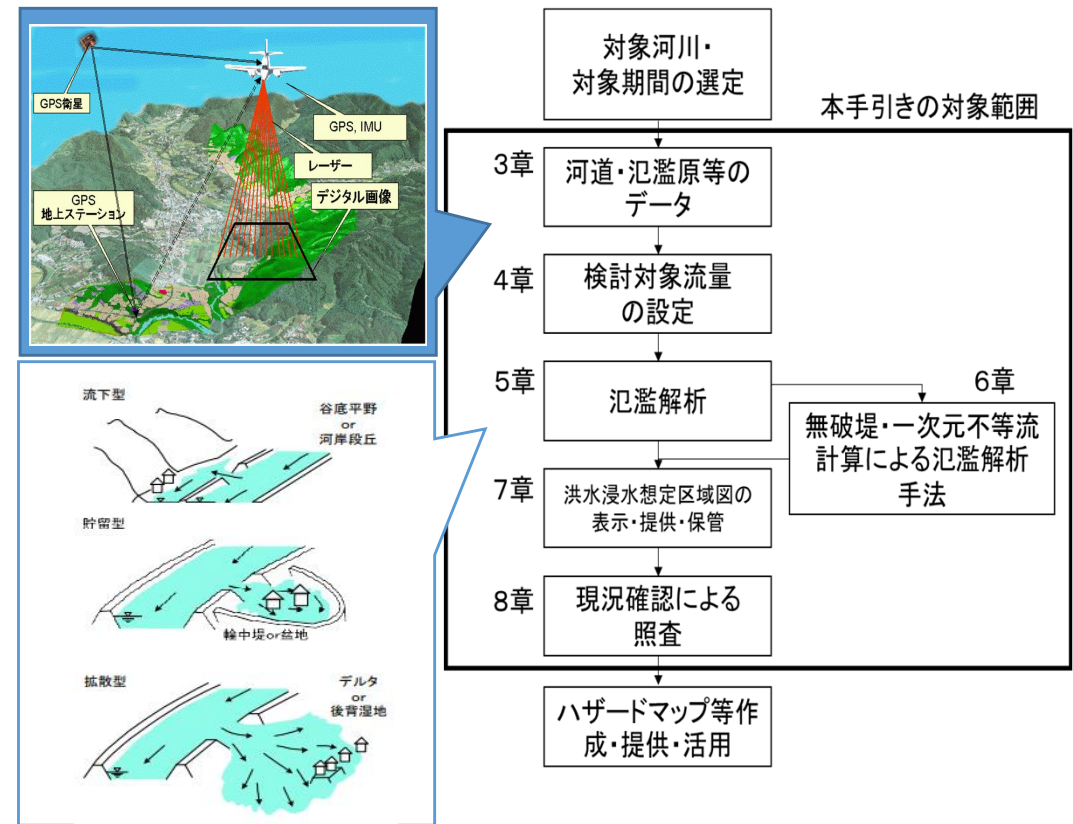 GPS衛星
GPS, IMU
レーザー
デジタル画像
GPS
地上ステーション
流下型
谷底平野
or
河岸段丘
貯留型
輪中堤or盆地
拡散型
デルタ
or
後背湿地
対象河川・
対象期間の選定
本手引きの対象範囲
3章
河道・氾濫原等の
データ
4章
検討対象流量
の設定
5章
氾濫解析
6章
無破堤・一次元不等流
計算による氾濫解析
手法
7章
洪水浸水想定区域図の
表示・提供・保管
8章
現況確認による
照査
ハザードマップ等作
成・提供・活用